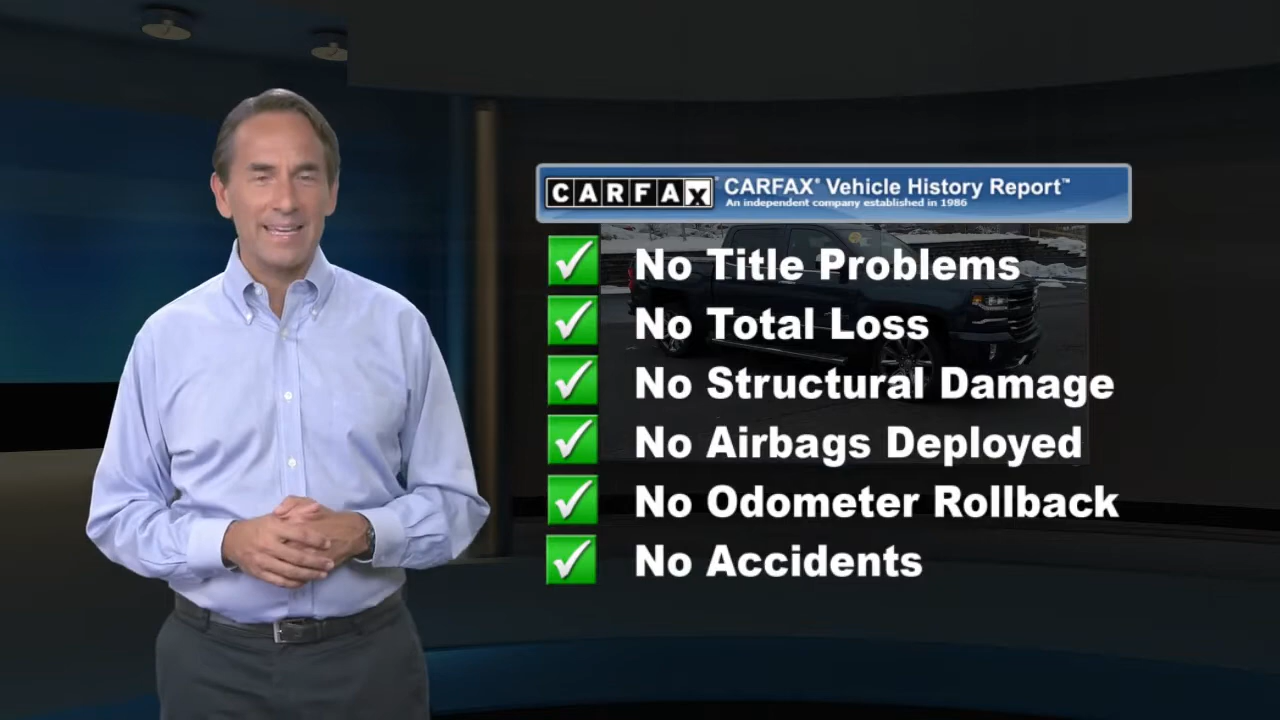 CARFAX® CARFAX® Vehicle History Report™
An independent company established in 1986
No Title Problems
No Total Loss
No Structural Damage
No Airbags Deployed
No Odometer Rollback
No Accidents